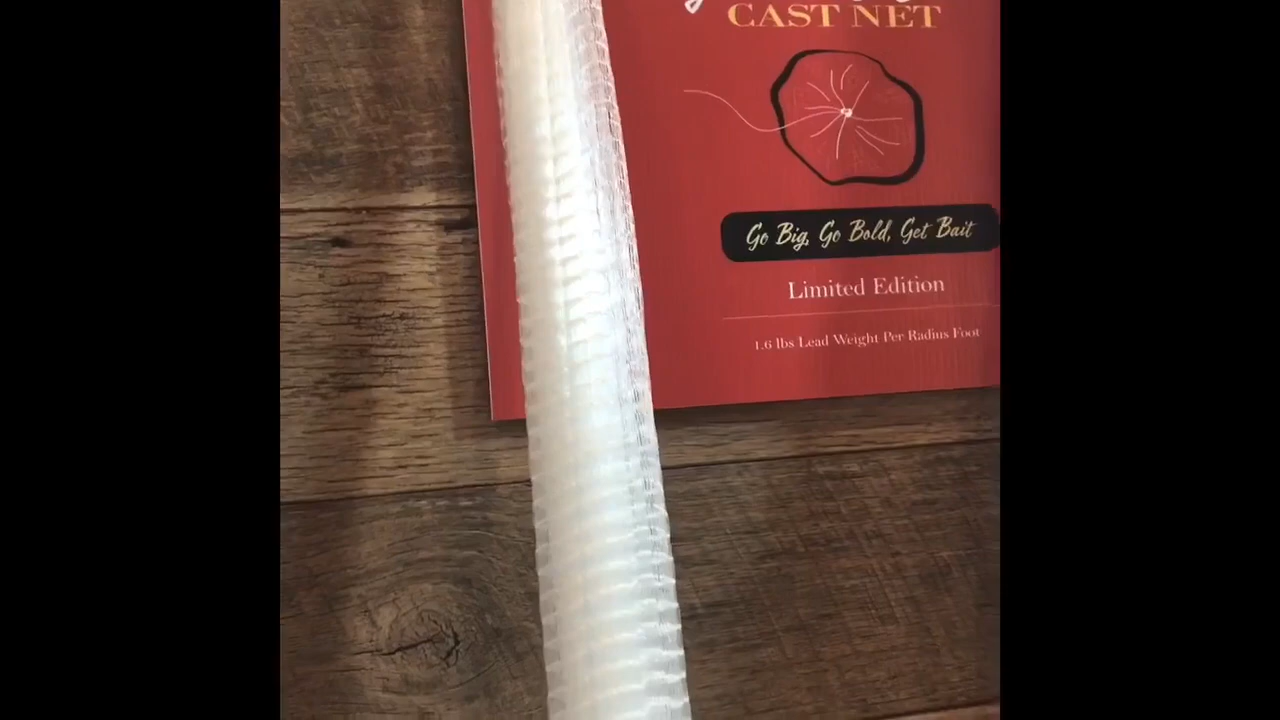 CAST NET
Go Big, Go Bold, Get Bait
Limited Edition
1.6 lbs Lead Weight Per Radius Foot